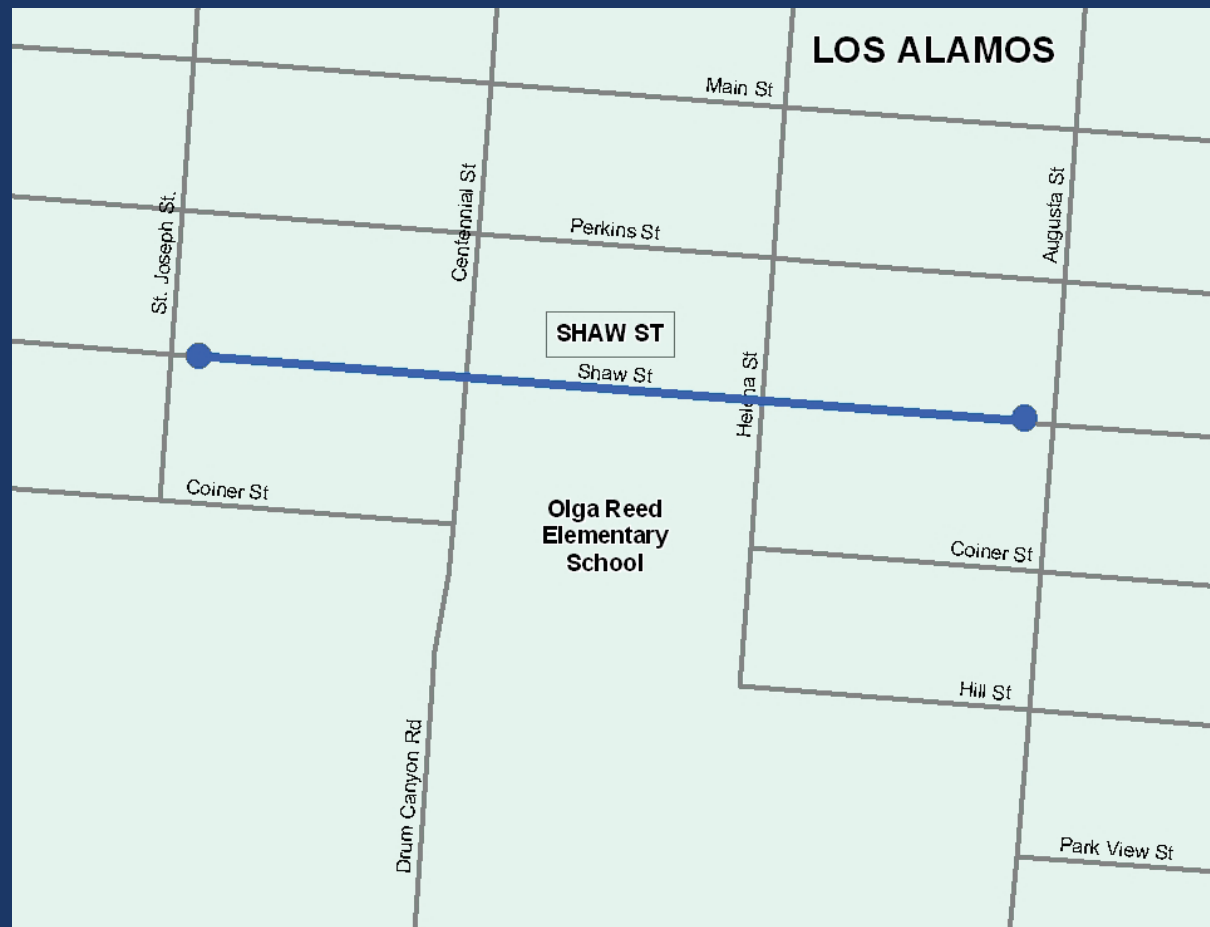 LOS ALAMOS
Main St
Centennial St
Augusta St
St. Joseph St.
Perkins St
SHAW ST
Shaw St
Helena St
Coiner St
Olga Reed
Elementary
School
Coiner St
Hill St
Drum Canyon Rd
Park View St